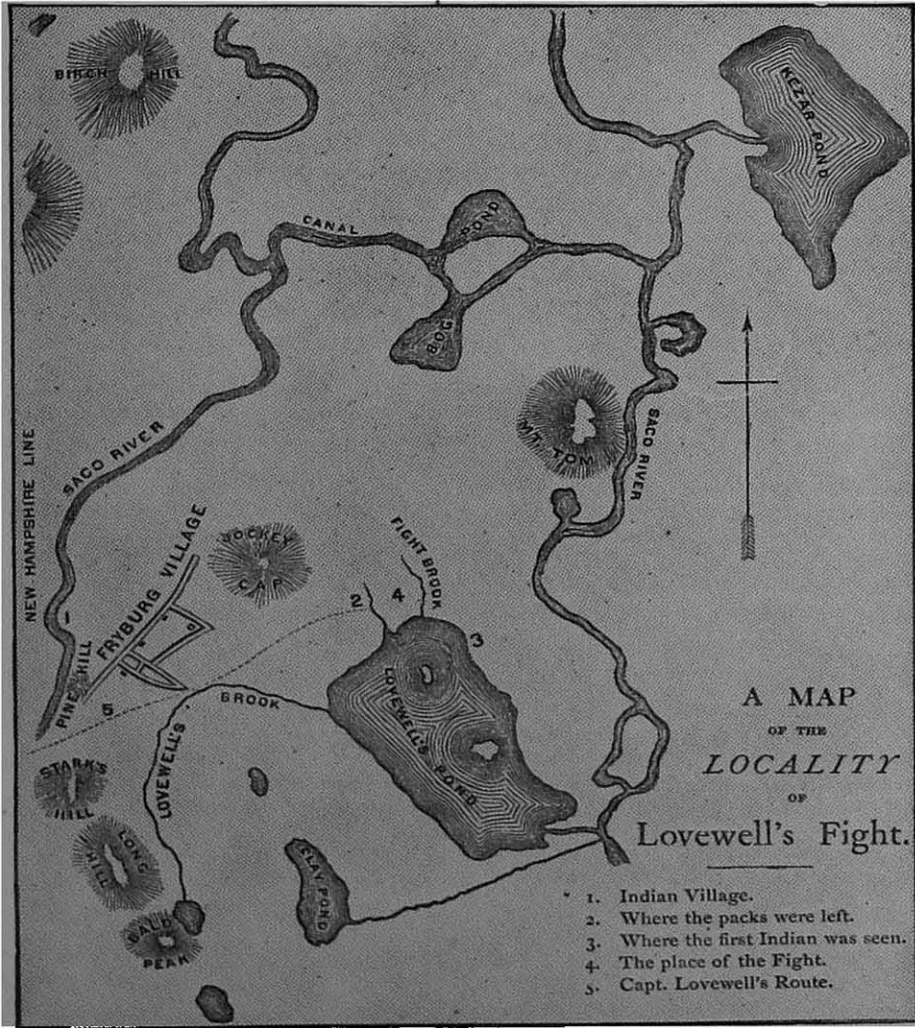 BIRCH HILL
KEZAR POND
CANAL
POND
BOG
MT. TOM
SACO RIVER
SACO RIVER
NEW HAMPSHIRE LINE
JOCKEY
CAP
FIGHT BROOK
FRYBURG VILLAGE
2
4
1
3
PINE HILL
5
BROOK
LOVEWELL'S
LOVEWELL'S POND
STARK'S
HILL
LONG
HILL
CLAY POND
BALD
PEAK
A MAP
OF THE
LOCALITY
OF
Lovewell's Fight.
1. Indian Village.
2. Where the packs were left.
3. Where the first Indian was seen.
4. The place of the Fight.
5. Capt. Lovewell's Route.